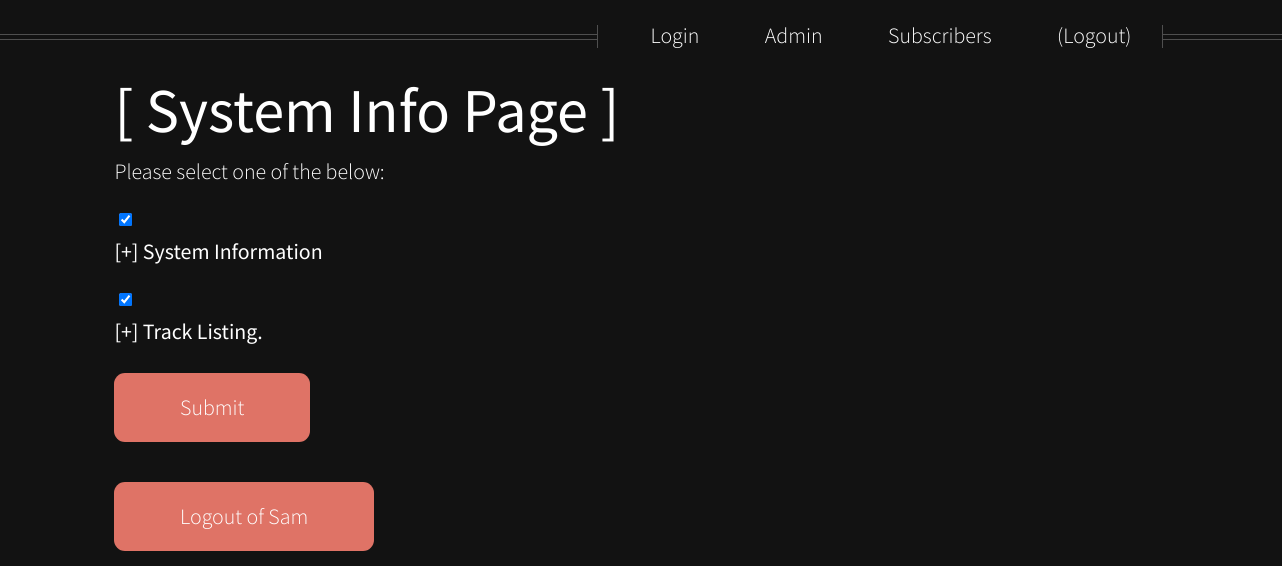 Login Admin Subscribers (Logout)
[ System Info Page ]
Please select one of the below:
[+] System Information
[+] Track Listing.
Submit
Logout of Sam